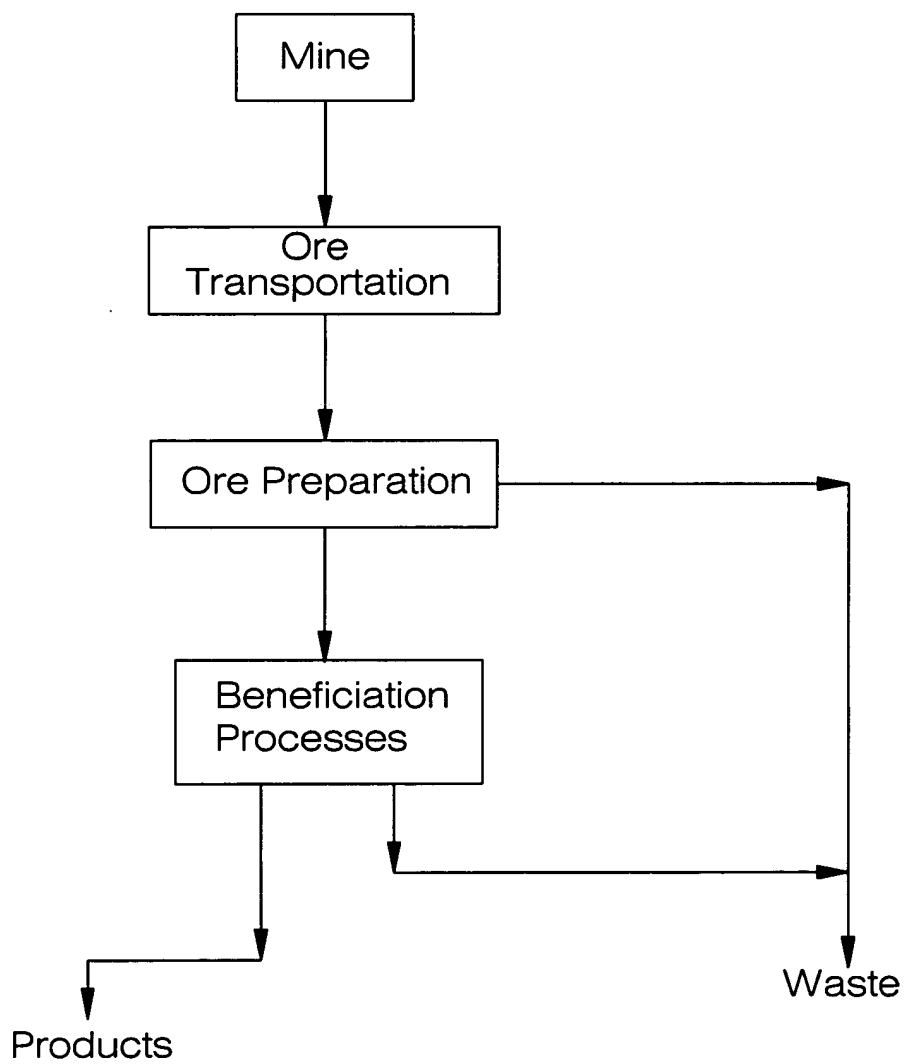 Mine
Ore
Transportation
Ore Preparation
Beneficiation
Processes
Waste
Products